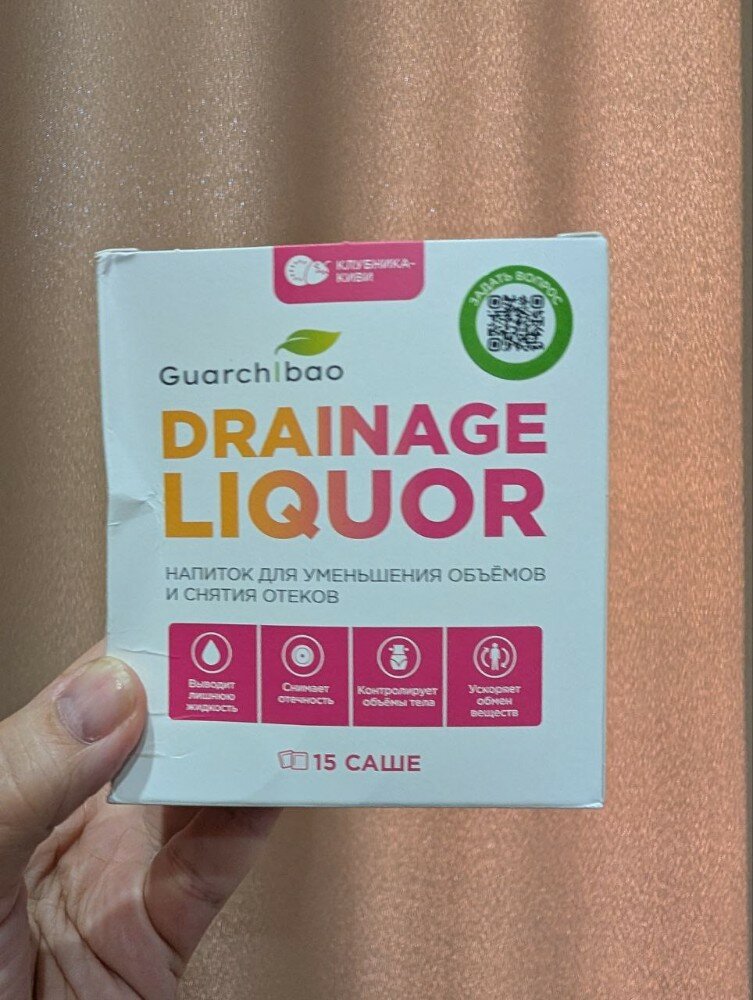 КЛУБНИКА-
КИВИ
ЗАДАТЬ ВОПРОС
Guarchibao
DRAINAGE
LIQUOR
НАПИТОК ДЛЯ УМЕНЬШЕНИЯ ОБЪЁМОВ
И СНЯТИЯ ОТЕКОВ
Выводит
лишнюю
жидкость
Снимает
отечность
Контролирует
объёмы тела
Ускоряет
обмен
веществ
15 САШЕ